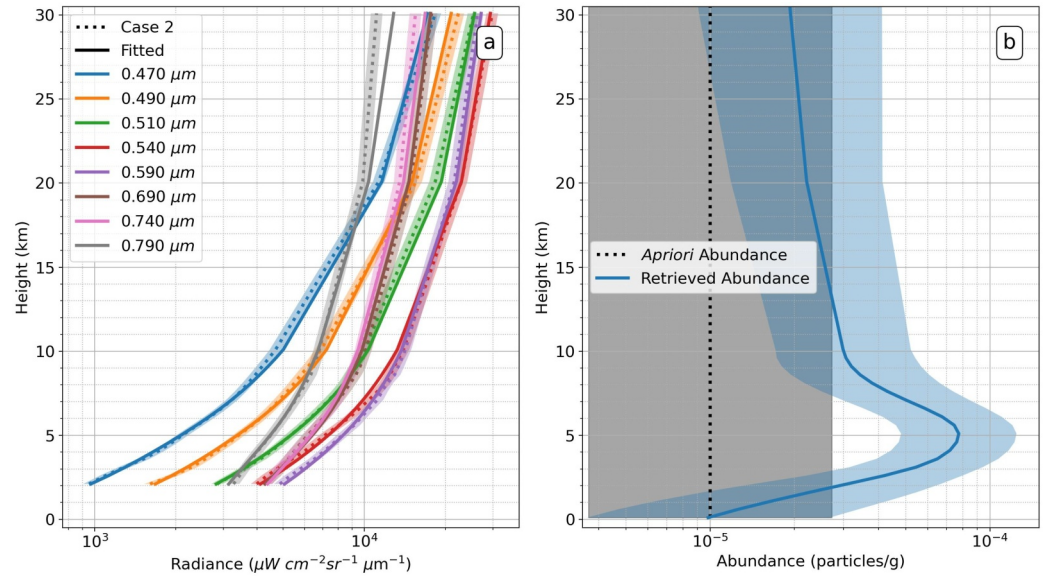 a
Case 2
Fitted
0.470 μm
0.490 μm
0.510 μm
0.540 μm
0.590 μm
0.690 μm
0.740 μm
0.790 μm
30
25
20
15
10
5
0
Height (km)
10³
10⁴
Radiance (μW cm⁻²sr⁻¹ μm⁻¹)
b
Apriori Abundance
Retrieved Abundance
30
25
20
15
10
5
0
Height (km)
10⁻⁵
10⁻⁴
Abundance (particles/g)